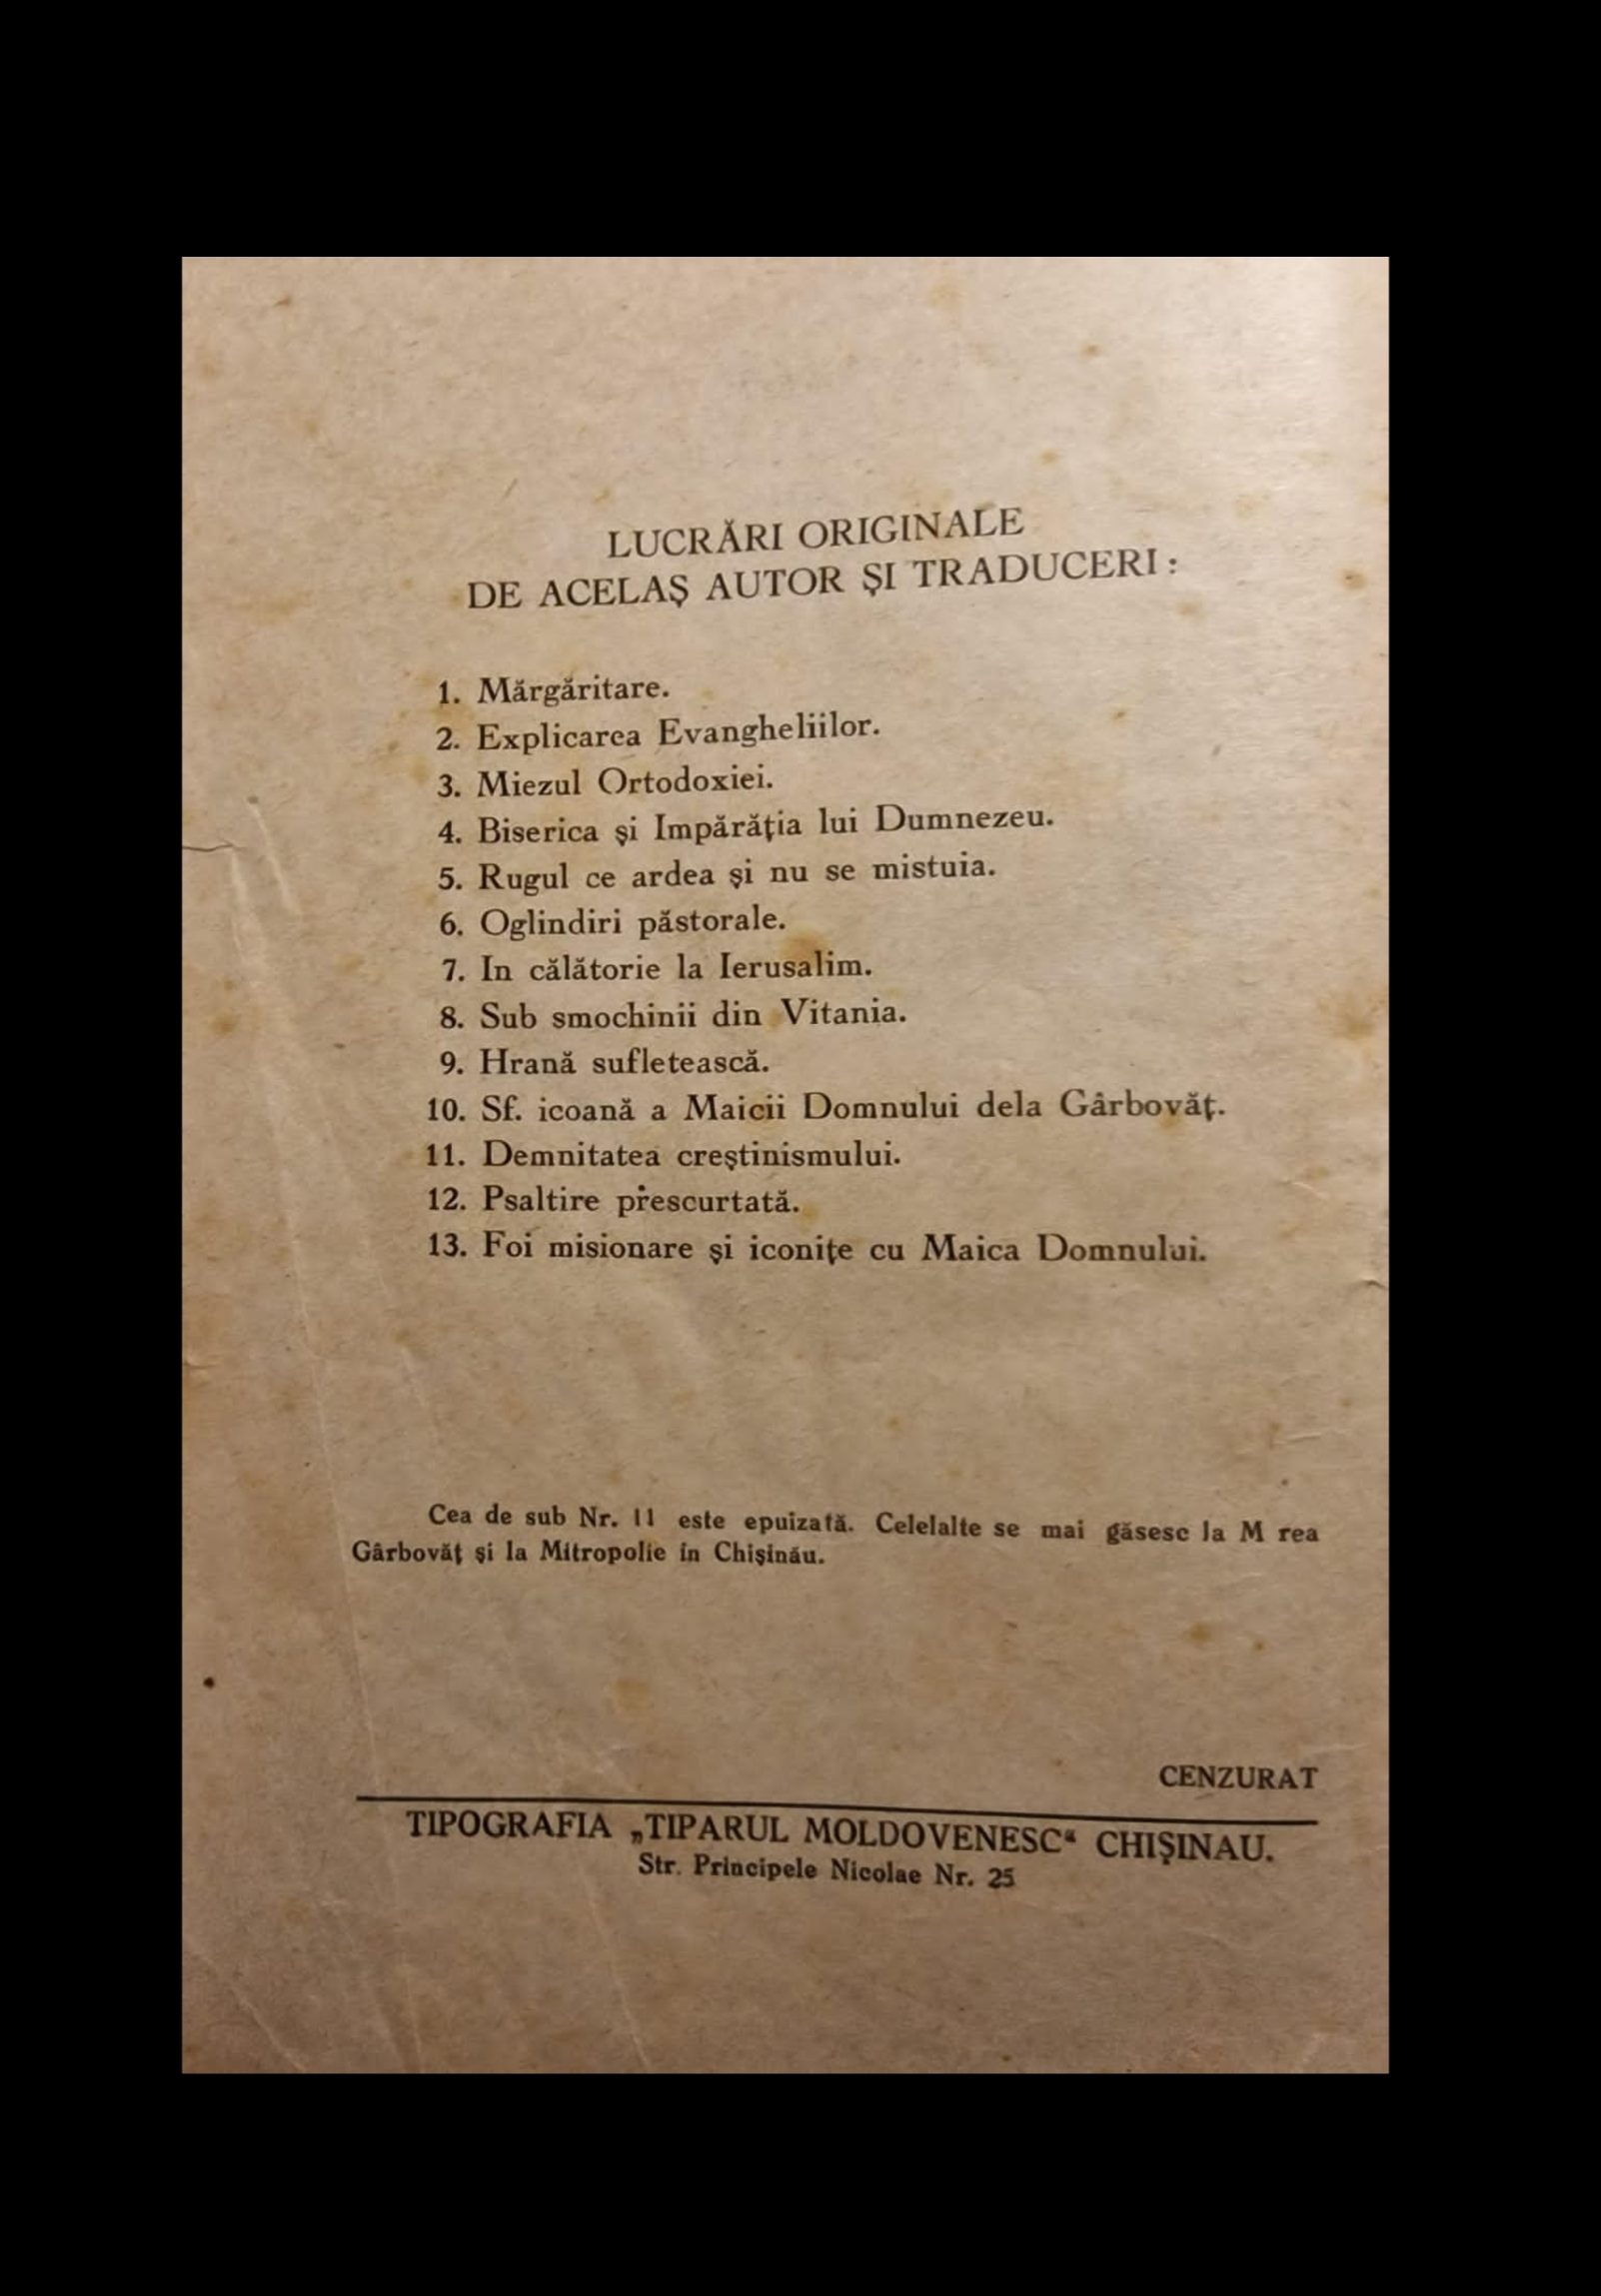 LUCRĂRI ORIGINALE
DE ACELAŞ AUTOR ŞI TRADUCERI :
1. Mărgăritare.
2. Explicarea Evangheliilor.
3. Miezul Ortodoxiei.
4. Biserica şi Impărăţia lui Dumnezeu.
5. Rugul ce ardea şi nu se mistuia.
6. Oglindiri păstorale.
7. In călătorie la Ierusalim.
8. Sub smochinii din Vitania.
9. Hrană sufletească.
10. Sf. icoană a Maicii Domnului dela Gârbovăţ.
11. Demnitatea creştinismului.
12. Psaltire prescurtată.
13. Foi misionare şi iconiţe cu Maica Domnului.
Cea de sub Nr. 11 este epuizată. Celelalte se mai găsesc la M rea
Gârbovăţ şi la Mitropolie în Chişinău.
CENZURAT
TIPOGRAFIA „TIPARUL MOLDOVENESC“ CHIŞINAU.
Str. Principele Nicolae Nr. 25